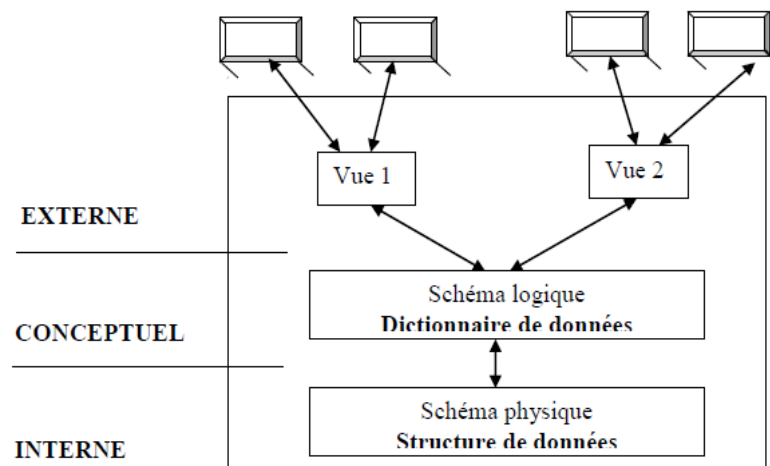 Vue 1
Vue 2
EXTERNE
Schéma logique
Dictionnaire de données
CONCEPTUEL
Schéma physique
Structure de données
INTERNE